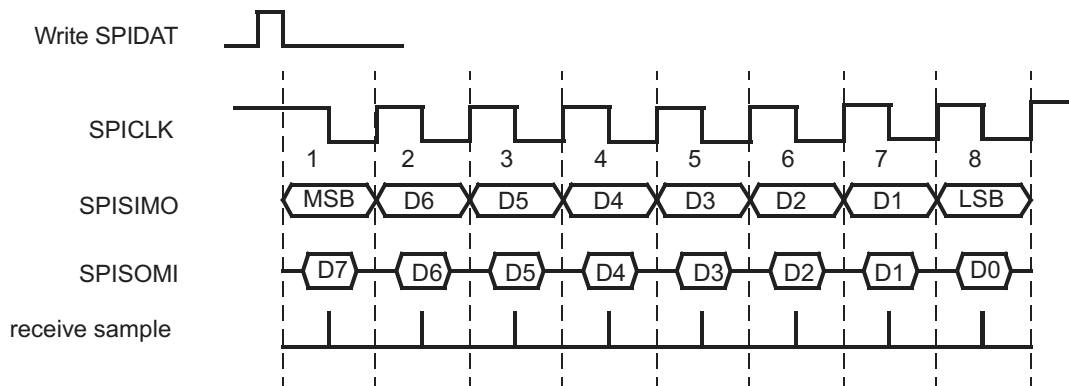 Write SPIDAT
SPICLK
1 2 3 4 5 6 7 8
SPISIMO MSB D6 D5 D4 D3 D2 D1 LSB
SPISOMI D7 D6 D5 D4 D3 D2 D1 D0
receive sample